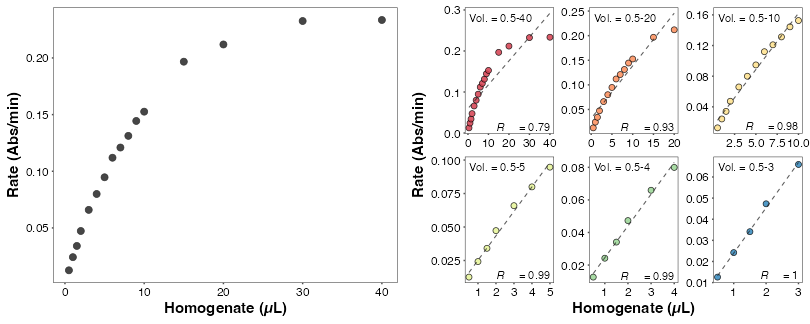 Rate (Abs/min)
0.20
0.15
0.10
0.05
0
10
20
30
40
Homogenate (µL)
Rate (Abs/min)
Vol. = 0.5-40
0.3
0.2
0.1
0.0
R = 0.79
0 10 20 30 40
Vol. = 0.5-20
0.25
0.20
0.15
0.10
0.05
R = 0.93
0 5 10 15 20
Vol. = 0.5-10
0.16
0.12
0.08
0.04
R = 0.98
2.5 5.0 7.5 10.0
Vol. = 0.5-5
0.100
0.075
0.050
0.025
R = 0.99
1 2 3 4 5
Vol. = 0.5-4
0.08
0.06
0.04
0.02
R = 0.99
1 2 3 4
Vol. = 0.5-3
0.06
0.05
0.04
0.03
0.02
0.01
R = 1
1 2 3
Homogenate (µL)